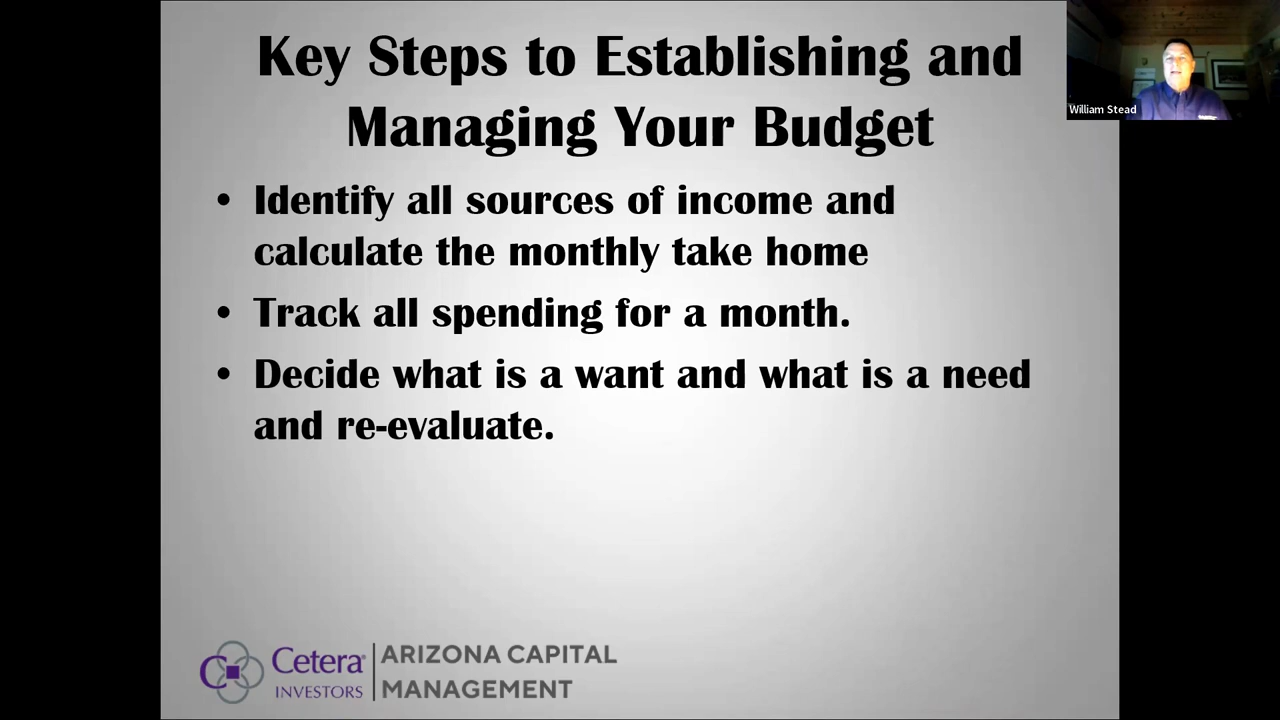 Key Steps to Establishing and
Managing Your Budget
William Stead
• Identify all sources of income and
calculate the monthly take home
• Track all spending for a month.
• Decide what is a want and what is a need
and re-evaluate.
Cetera
INVESTORS
ARIZONA CAPITAL
MANAGEMENT